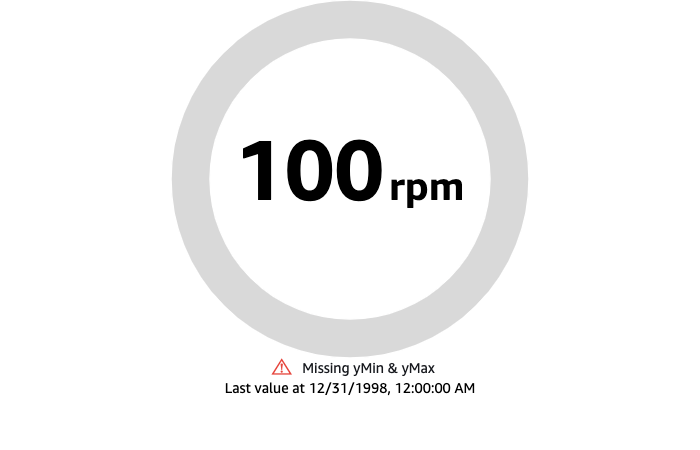 100 rpm
Missing yMin & yMax
Last value at 12/31/1998, 12:00:00 AM